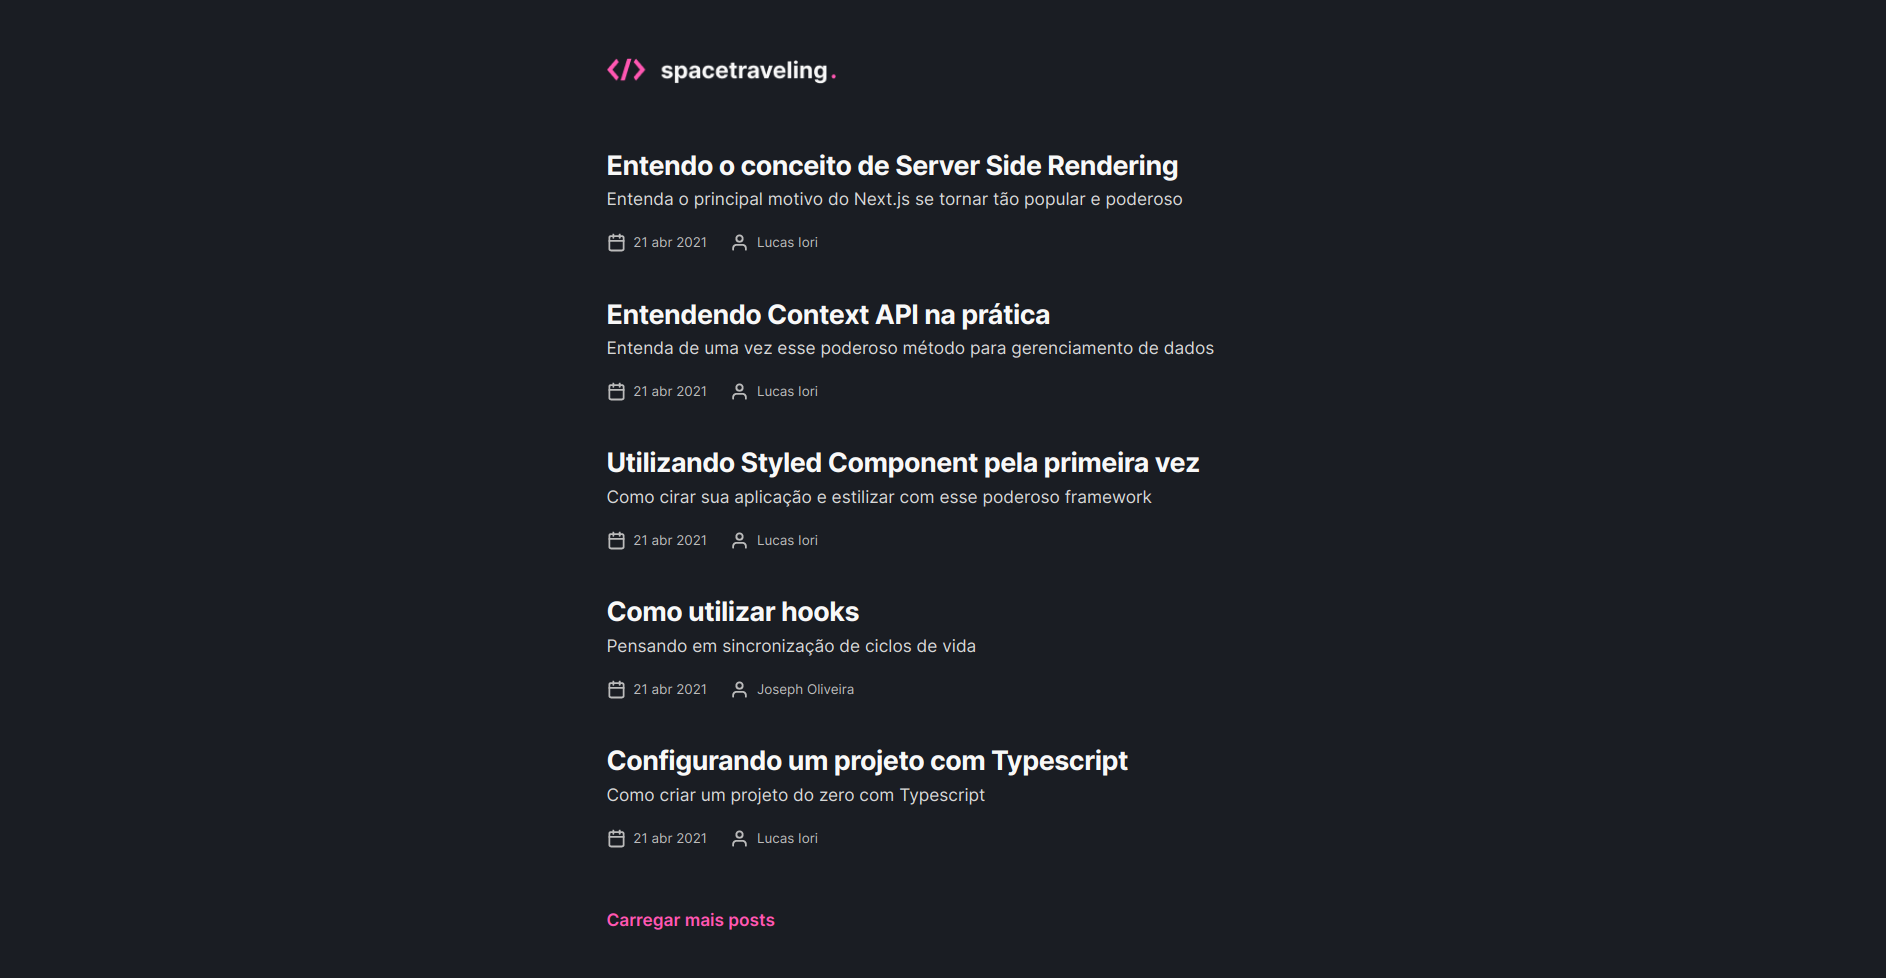 </> spacetraveling.
Entendo o conceito de Server Side Rendering
Entenda o principal motivo do Next.js se tornar tão popular e poderoso
21 abr 2021 Lucas Iori
Entendendo Context API na prática
Entenda de uma vez esse poderoso método para gerenciamento de dados
21 abr 2021 Lucas Iori
Utilizando Styled Component pela primeira vez
Como cirar sua aplicação e estilizar com esse poderoso framework
21 abr 2021 Lucas Iori
Como utilizar hooks
Pensando em sincronização de ciclos de vida
21 abr 2021 Joseph Oliveira
Configurando um projeto com Typescript
Como criar um projeto do zero com Typescript
21 abr 2021 Lucas Iori
Carregar mais posts